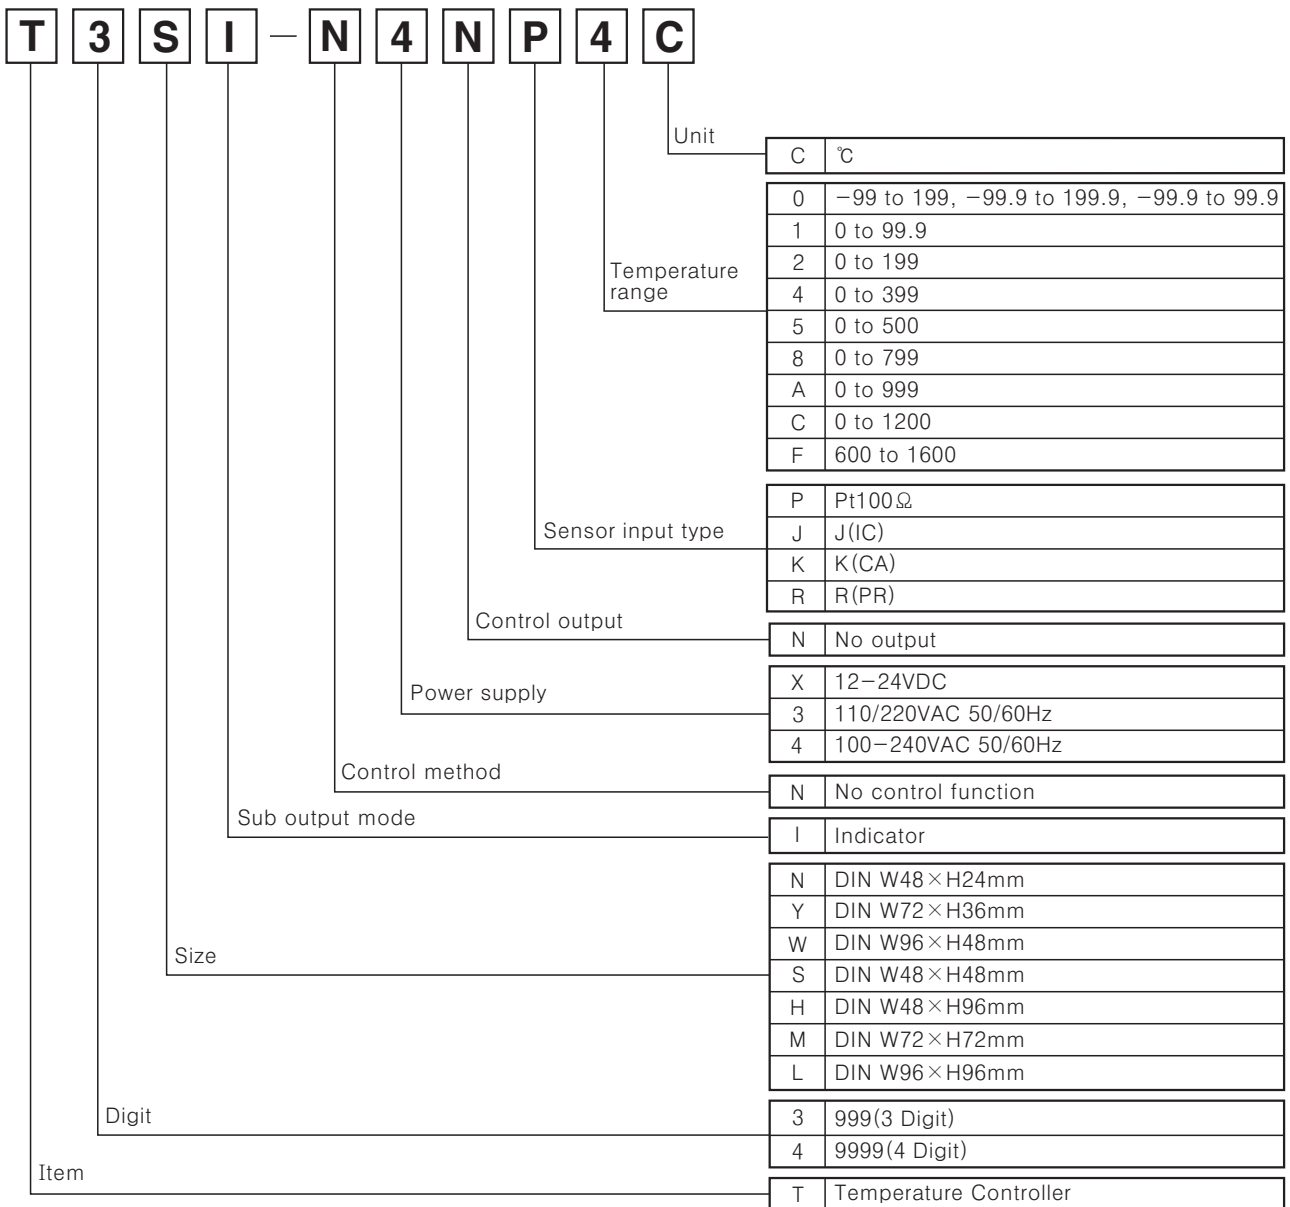 T 3 S I － N 4 N P 4 C
Unit
C ℃
0 −99 to 199, −99.9 to 199.9, −99.9 to 99.9
1 0 to 99.9
2 0 to 199
Temperature
range
4 0 to 399
5 0 to 500
8 0 to 799
A 0 to 999
C 0 to 1200
F 600 to 1600
P Pt100Ω
Sensor input type
J J(IC)
K K(CA)
R R(PR)
Control output
N No output
X 12−24VDC
Power supply
3 110/220VAC 50/60Hz
4 100−240VAC 50/60Hz
Control method
N No control function
Sub output mode
I Indicator
N DIN W48×H24mm
Y DIN W72×H36mm
W DIN W96×H48mm
Size
S DIN W48×H48mm
H DIN W48×H96mm
M DIN W72×H72mm
L DIN W96×H96mm
Digit
3 999(3 Digit)
4 9999(4 Digit)
Item
T Temperature Controller